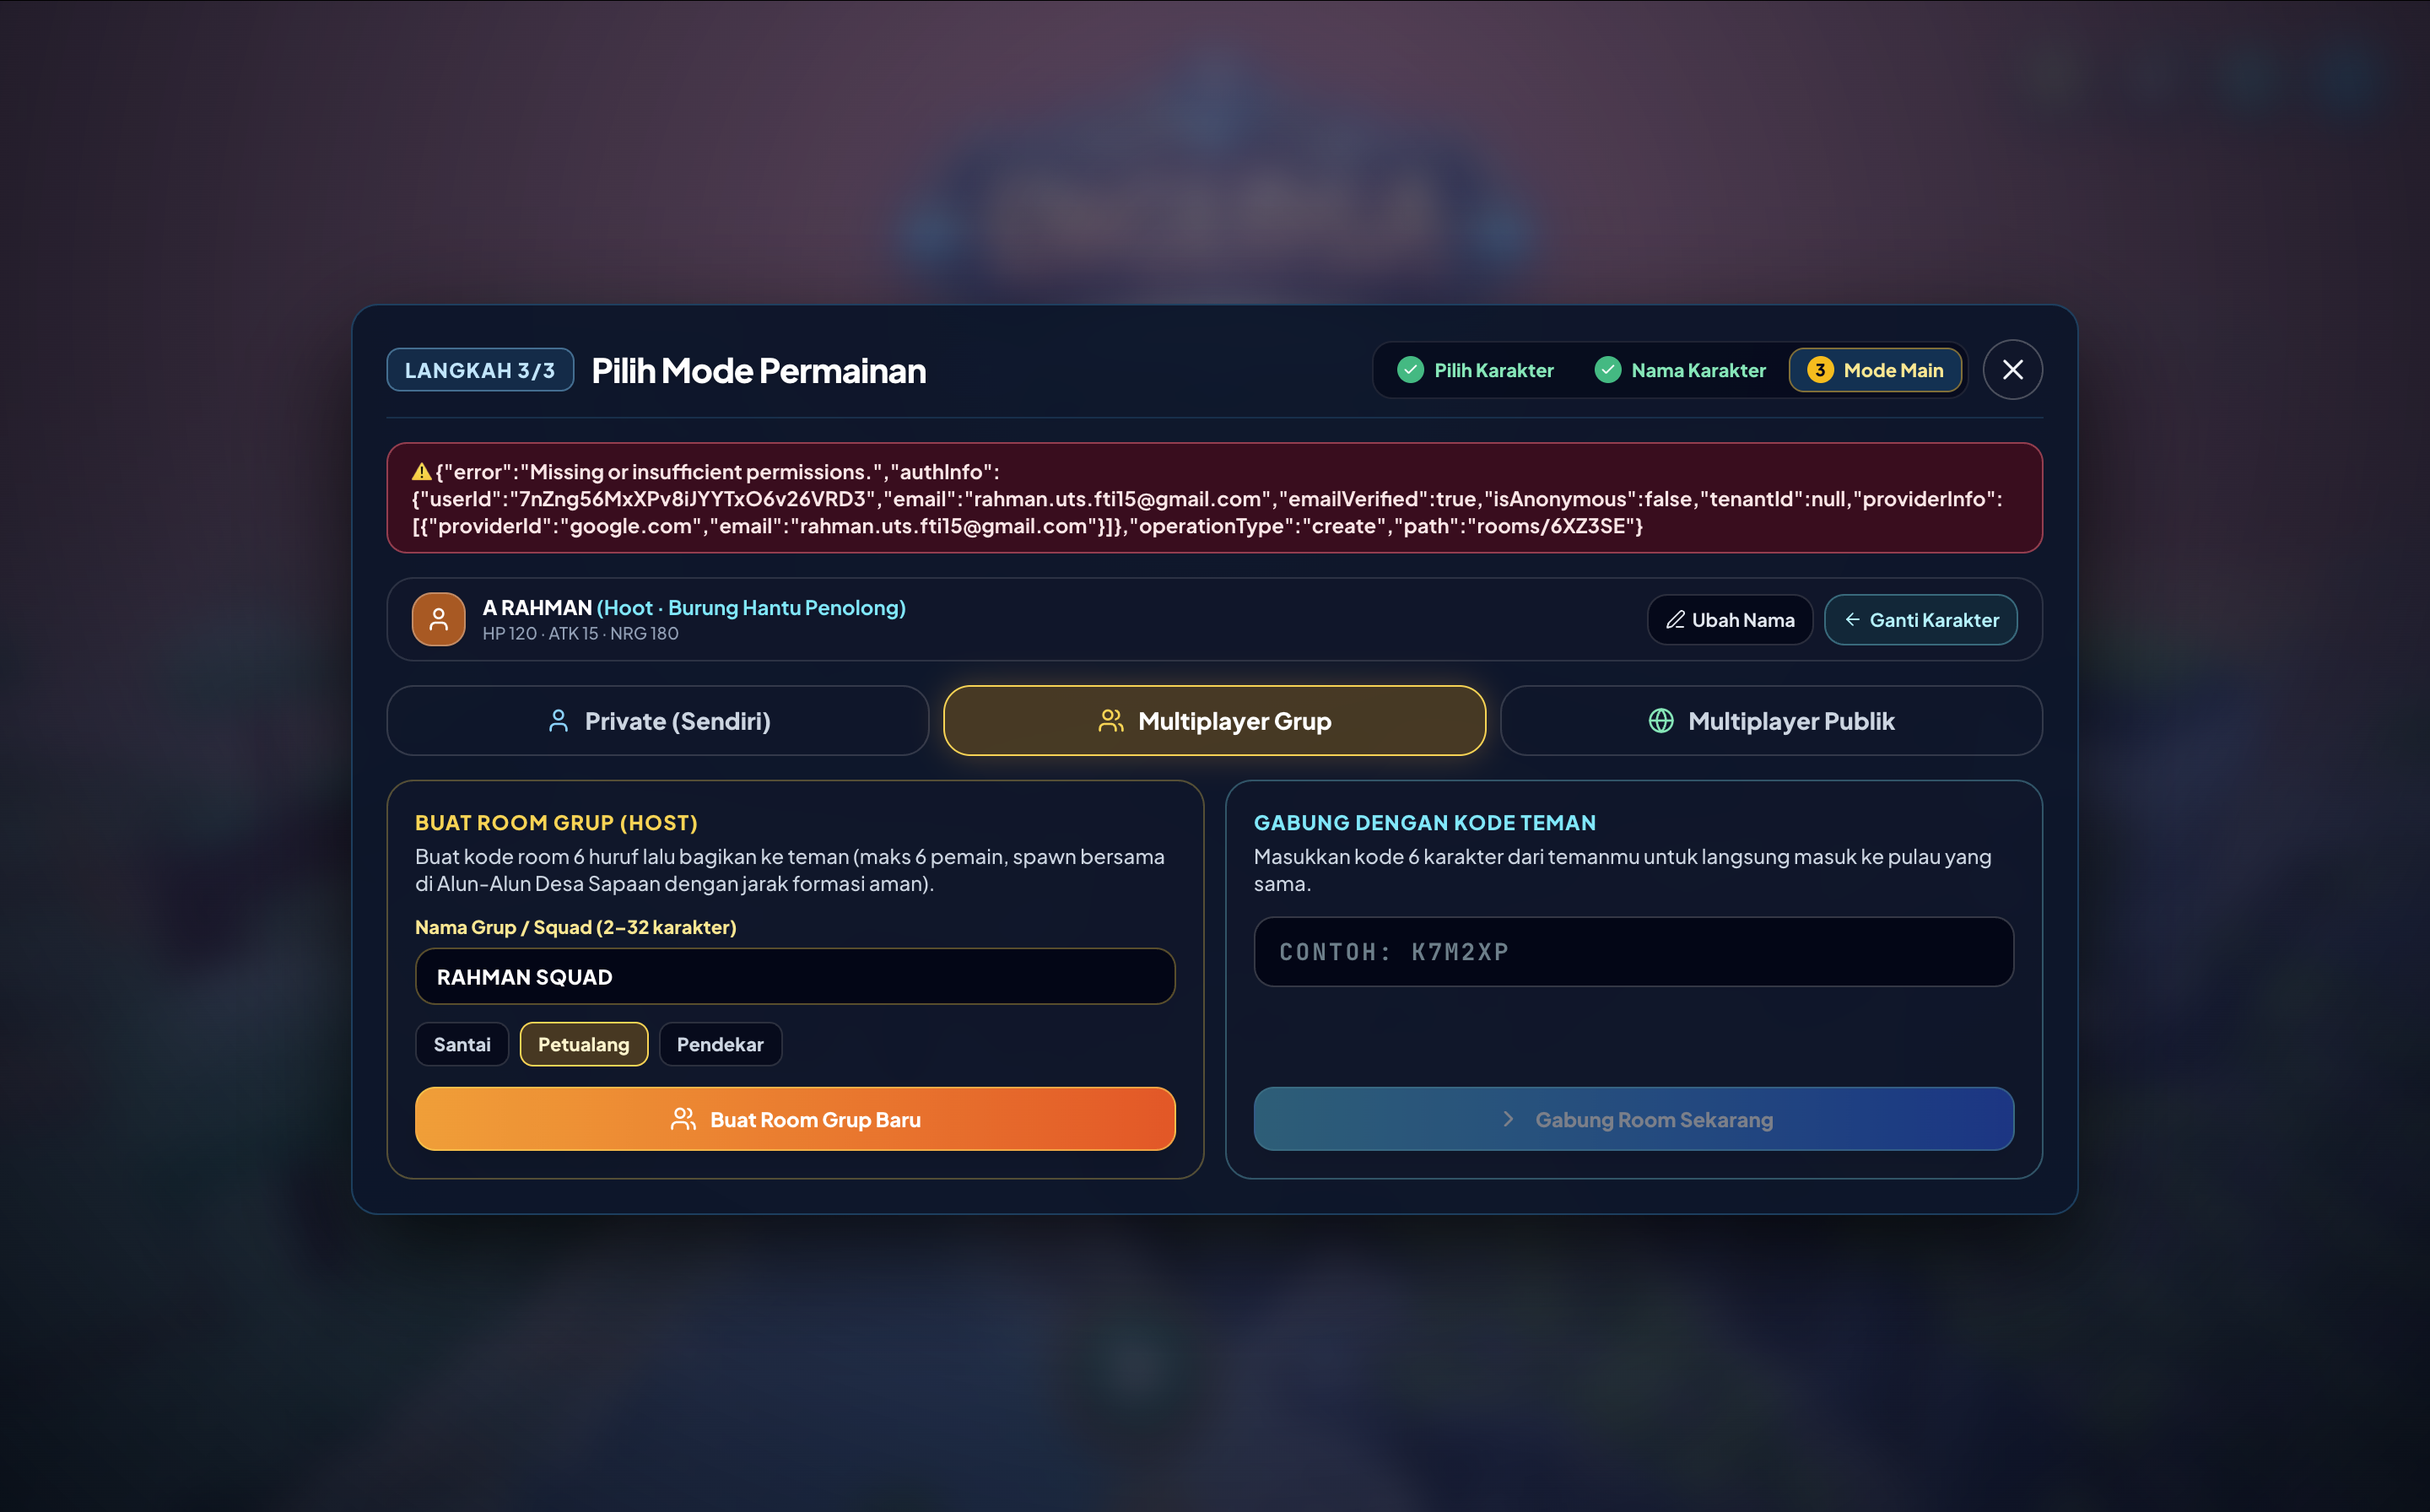 LANGKAH 3/3
Pilih Mode Permainan
Pilih Karakter
Nama Karakter
3 Mode Main
{"error":"Missing or insufficient permissions.","authInfo":
{"userId":"7nZng56MxXPv8iJYYTxO6v26VRD3","email":"rahman.uts.fti15@gmail.com","emailVerified":true,"isAnonymous":false,"tenantId":null,"providerInfo":
[{"providerId":"google.com","email":"rahman.uts.fti15@gmail.com"}]},"operationType":"create","path":"rooms/6XZ3SE"}
A RAHMAN (Hoot · Burung Hantu Penolong)
HP 120 · ATK 15 · NRG 180
Ubah Nama
Ganti Karakter
Private (Sendiri)
Multiplayer Grup
Multiplayer Publik
BUAT ROOM GRUP (HOST)
Buat kode room 6 huruf lalu bagikan ke teman (maks 6 pemain, spawn bersama
di Alun-Alun Desa Sapaan dengan jarak formasi aman).
Nama Grup / Squad (2–32 karakter)
RAHMAN SQUAD
Santai
Petualang
Pendekar
Buat Room Grup Baru
GABUNG DENGAN KODE TEMAN
Masukkan kode 6 karakter dari temanmu untuk langsung masuk ke pulau yang
sama.
CONTOH: K7M2XP
Gabung Room Sekarang